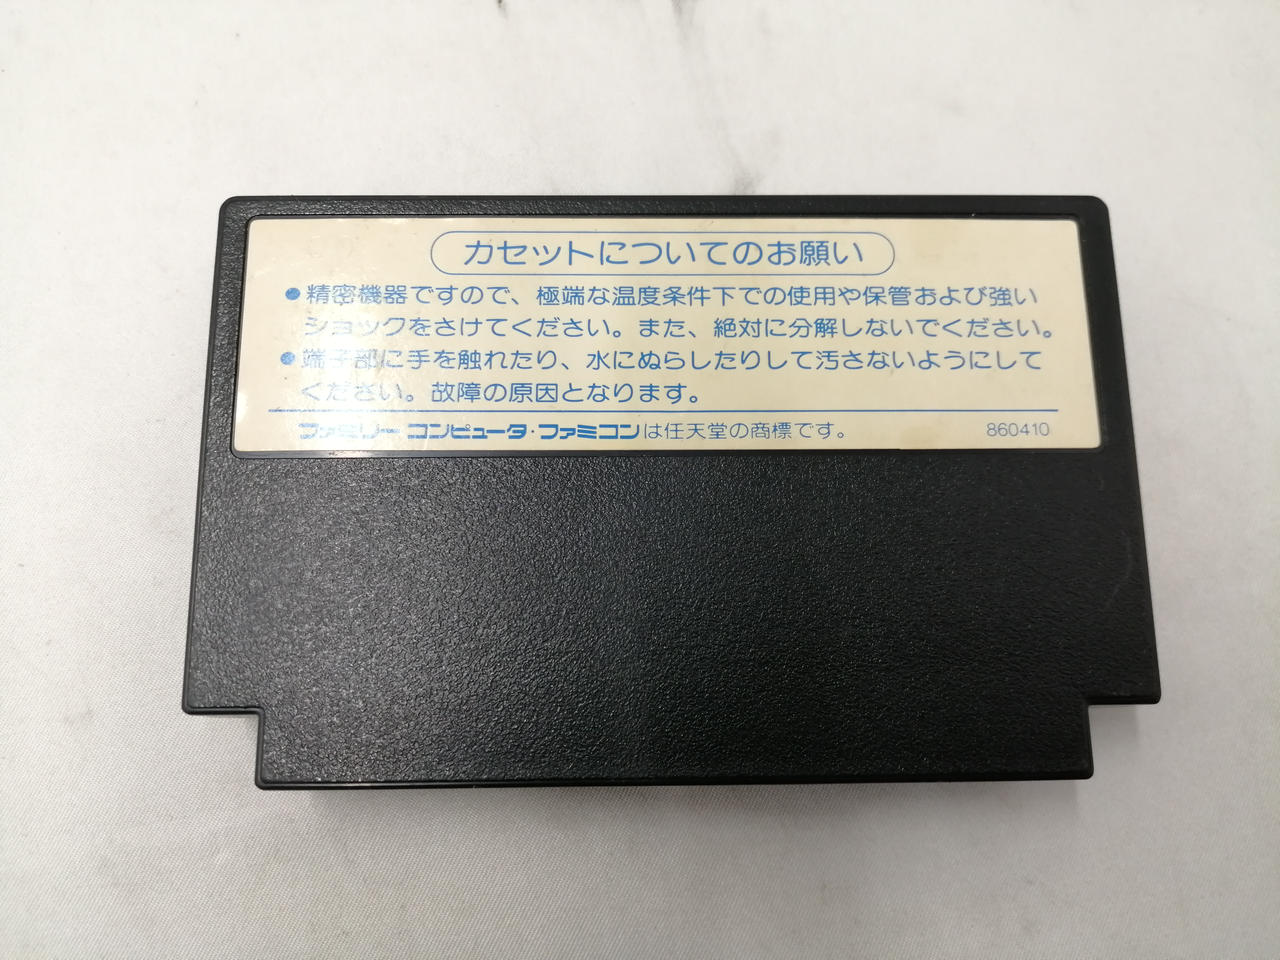 カセットについてのお願い
●精密機器ですので、極端な温度条件下での使用や保管および強い
ショックをさけてください。また、絶対に分解しないでください。
●端子部に手を触れたり、水にぬらしたりして汚さないようにして
ください。故障の原因となります。
ファミリーコンピュータ・ファミコンは任天堂の商標です。 860410